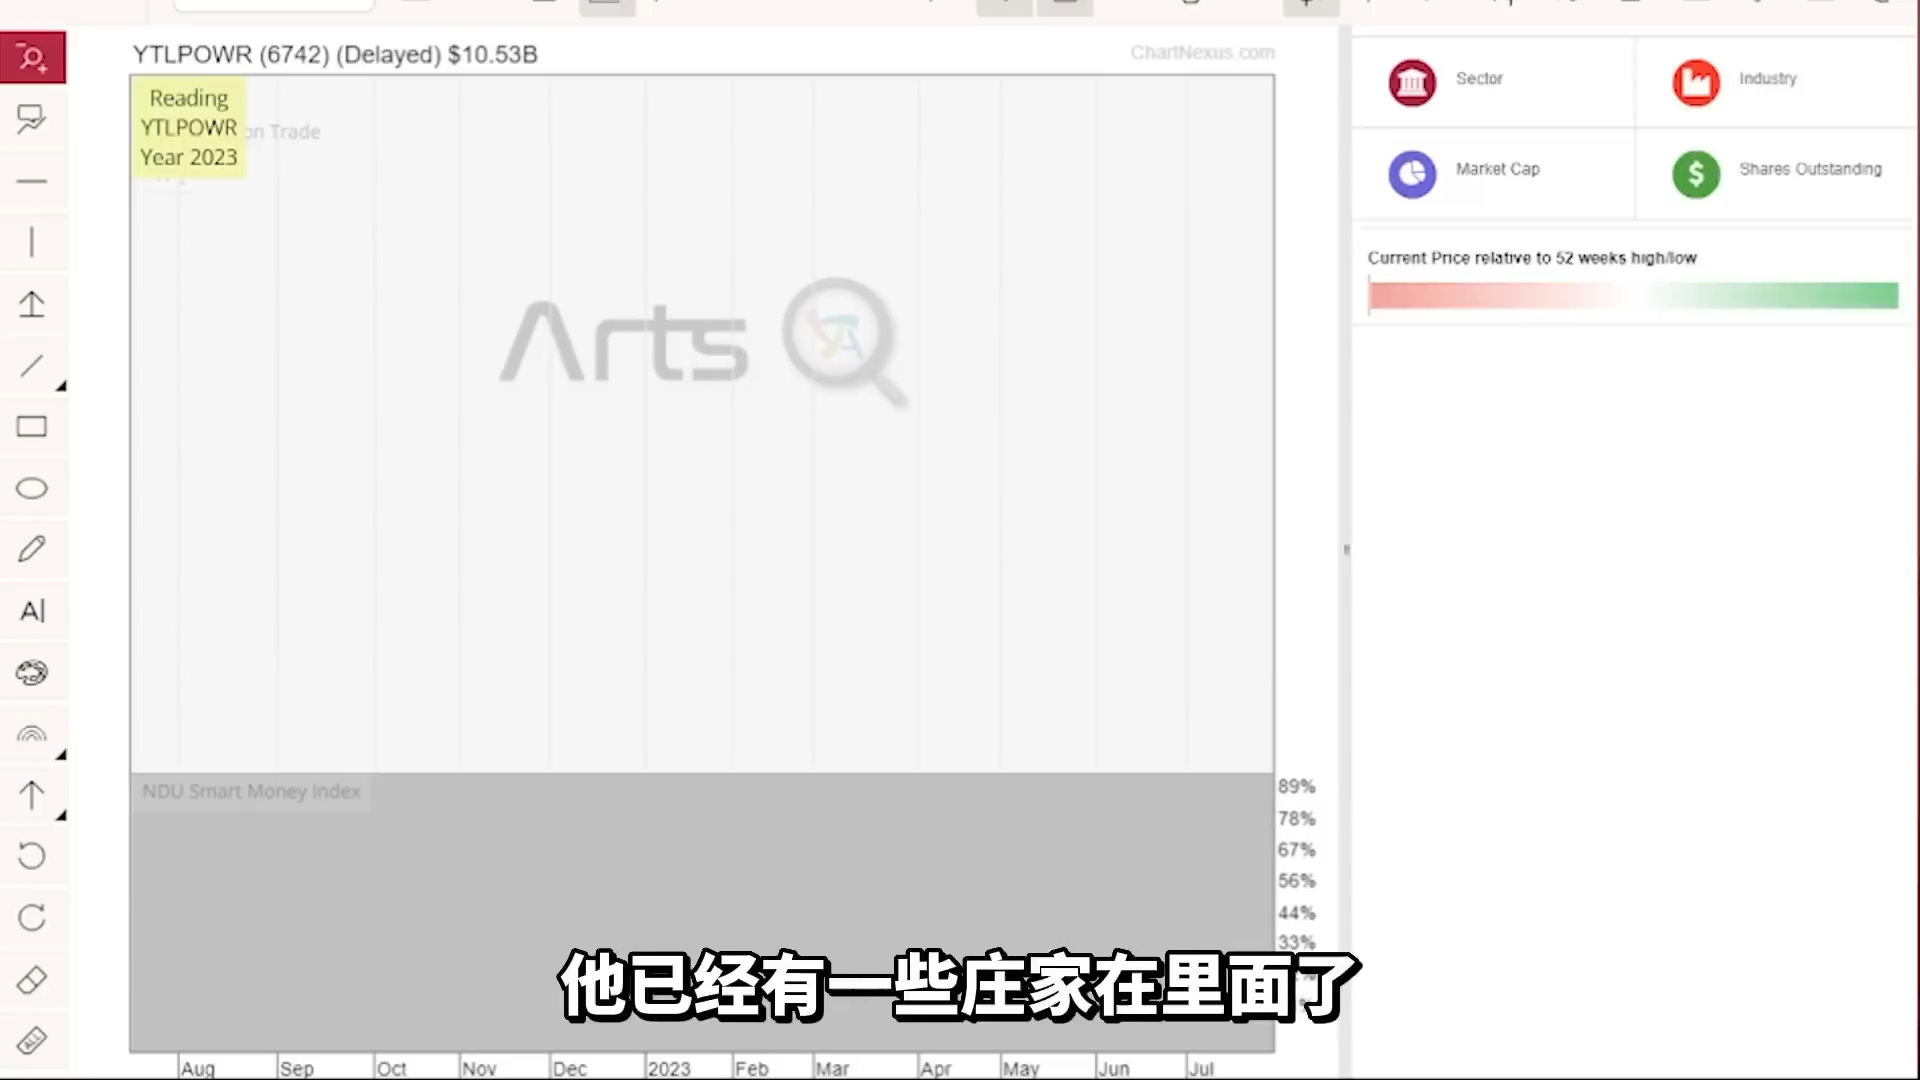 YTLPOWR (6742) (Delayed) $10.53B
ChartNexus.com
Reading
YTLPOWR
Year 2023
on Trade
Arts
Sector
Industry
Market Cap
Shares Outstanding
Current Price relative to 52 weeks high/low
A
ALL
NDU Smart Money Index
89%
78%
67%
56%
44%
33%
他已经有一些庄家在里面了
Aug
Sep
Oct
Nov
Dec
2023
Feb
Mar
Apr
May
Jun
Jul